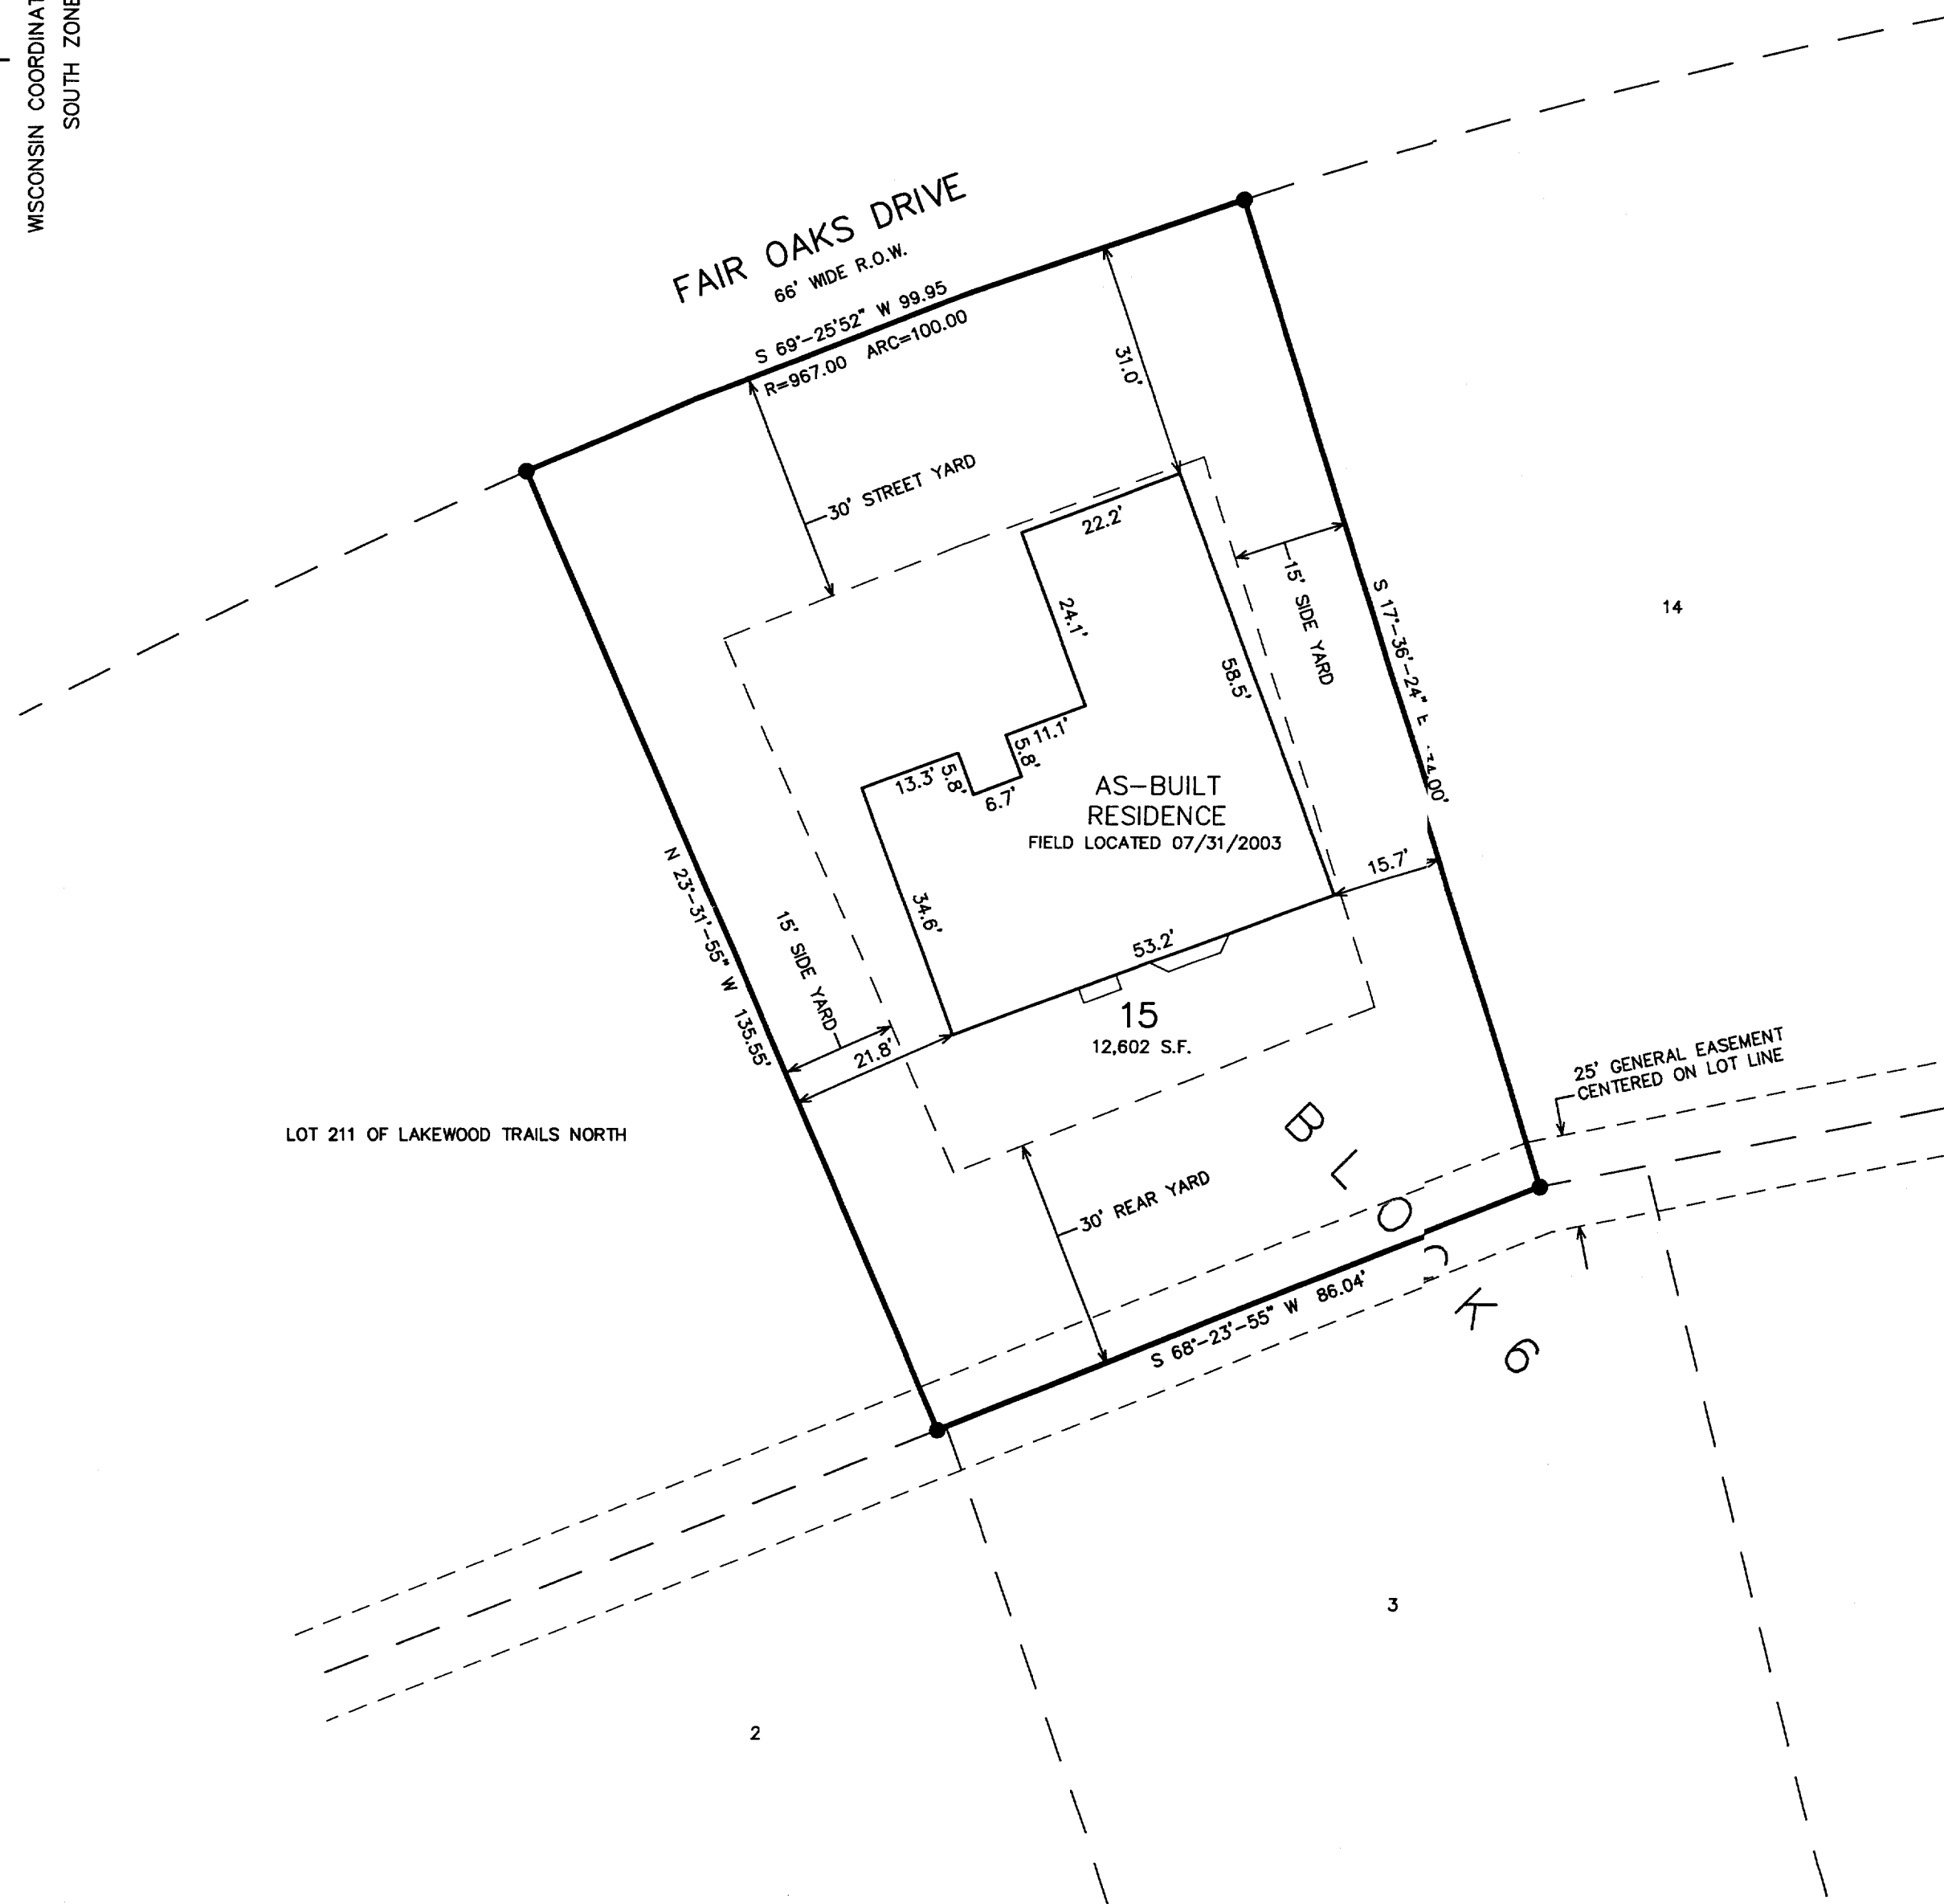 WISCONSIN COORDINAT
SOUTH ZONE
FAIR OAKS DRIVE
66' WIDE R.O.W.
S 69°-25'52" W 99.95
R=967.00 ARC=100.00
31.0'
30' STREET YARD
22.2'
24.1'
15' SIDE YARD
S 17°-36'-24" E
14
58.5'
11.1'
5.8'
6.7'
5.8'
13.3'
AS-BUILT
RESIDENCE
FIELD LOCATED 07/31/2003
15.7'
34.6'
53.2'
N 23°-31'-55" W 135.55'
15' SIDE YARD
21.8'
15
12,602 S.F.
25' GENERAL EASEMENT
CENTERED ON LOT LINE
LOT 211 OF LAKEWOOD TRAILS NORTH
BLOCK 6
30' REAR YARD
S 68°-23'-55" W 86.04'
3
2